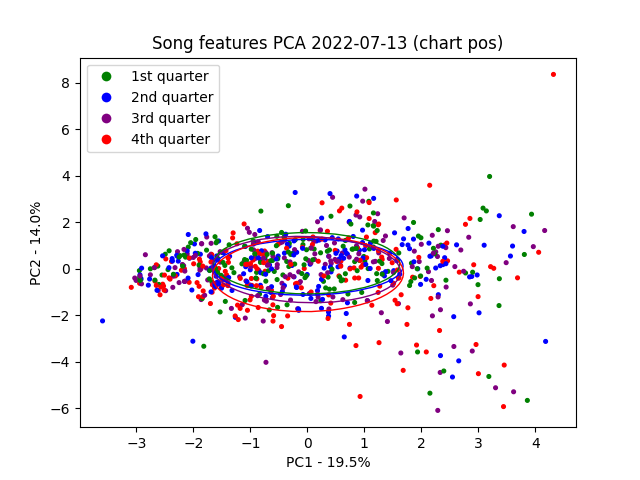 Song features PCA 2022-07-13 (chart pos)
1st quarter
2nd quarter
3rd quarter
4th quarter
8
6
4
2
0
−2
−4
−6
PC2 - 14.0%
−3
−2
−1
0
1
2
3
4
PC1 - 19.5%